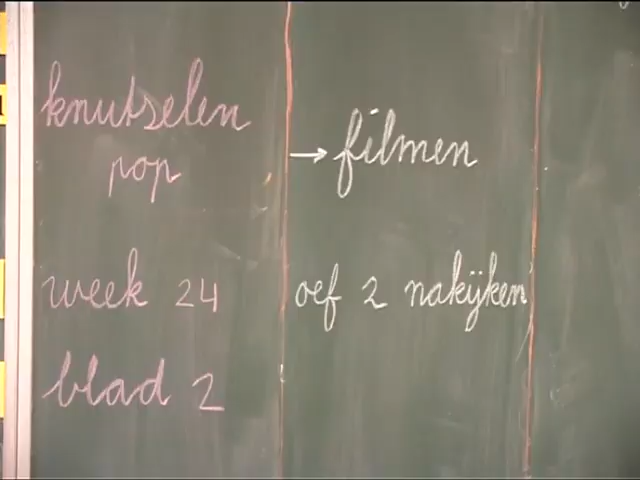 knutselen
pop
→ filmen
week 24
oef 2 nakijken
blad 2